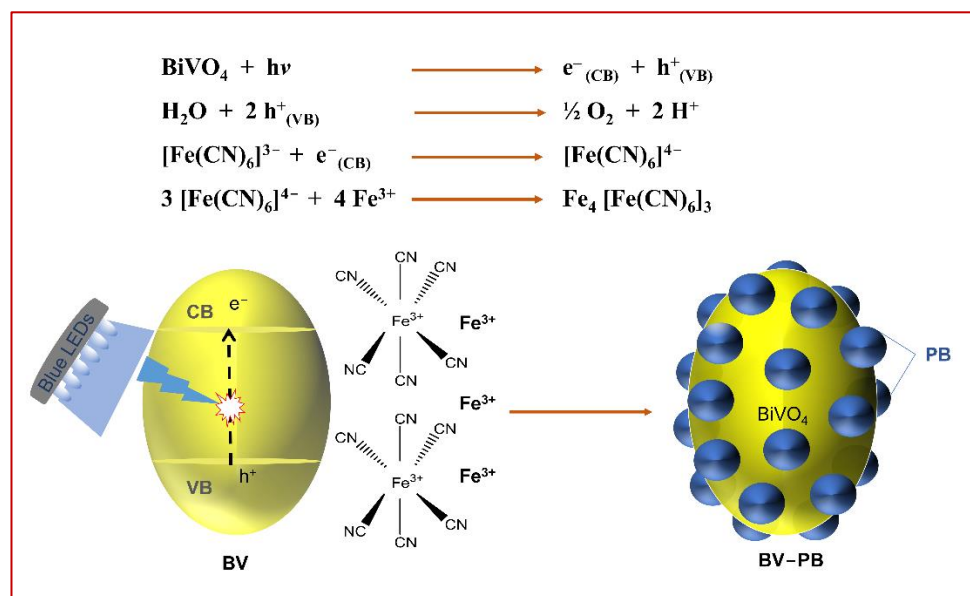 BiVO₄ + hν → e⁻(CB) + h⁺(VB)
H₂O + 2 h⁺(VB) → ½ O₂ + 2 H⁺
[Fe(CN)₆]³⁻ + e⁻(CB) → [Fe(CN)₆]⁴⁻
3 [Fe(CN)₆]⁴⁻ + 4 Fe³⁺ → Fe₄ [Fe(CN)₆]₃
Blue LEDs
CB
e⁻
h⁺
VB
BV
CN
CN
CN
Fe³⁺
NC
CN
CN
Fe³⁺
Fe³⁺
CN
CN
CN
Fe³⁺
NC
CN
CN
Fe³⁺
PB
BiVO₄
BV–PB